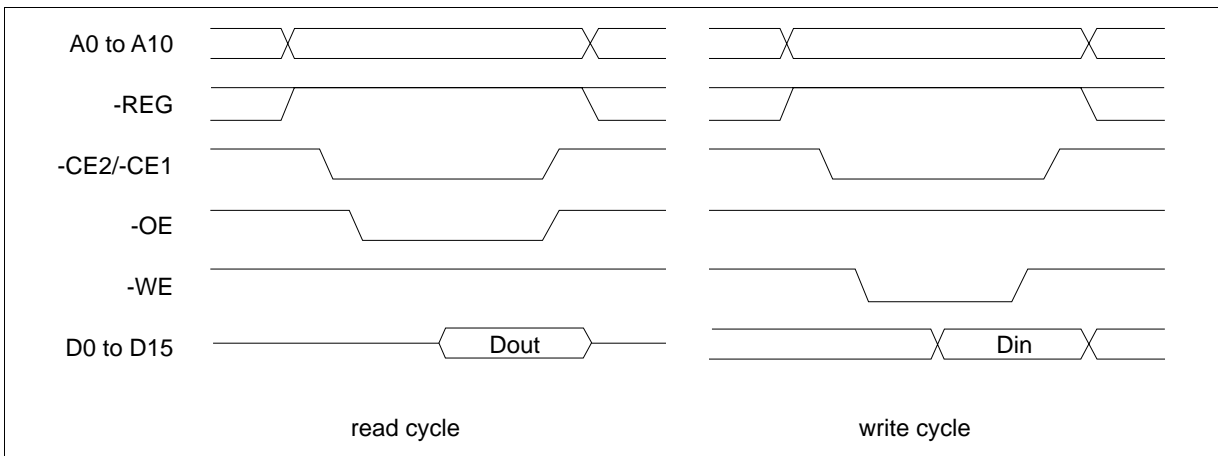 A0 to A10
-REG
-CE2/-CE1
-OE
-WE
D0 to D15
Dout
Din
read cycle
write cycle